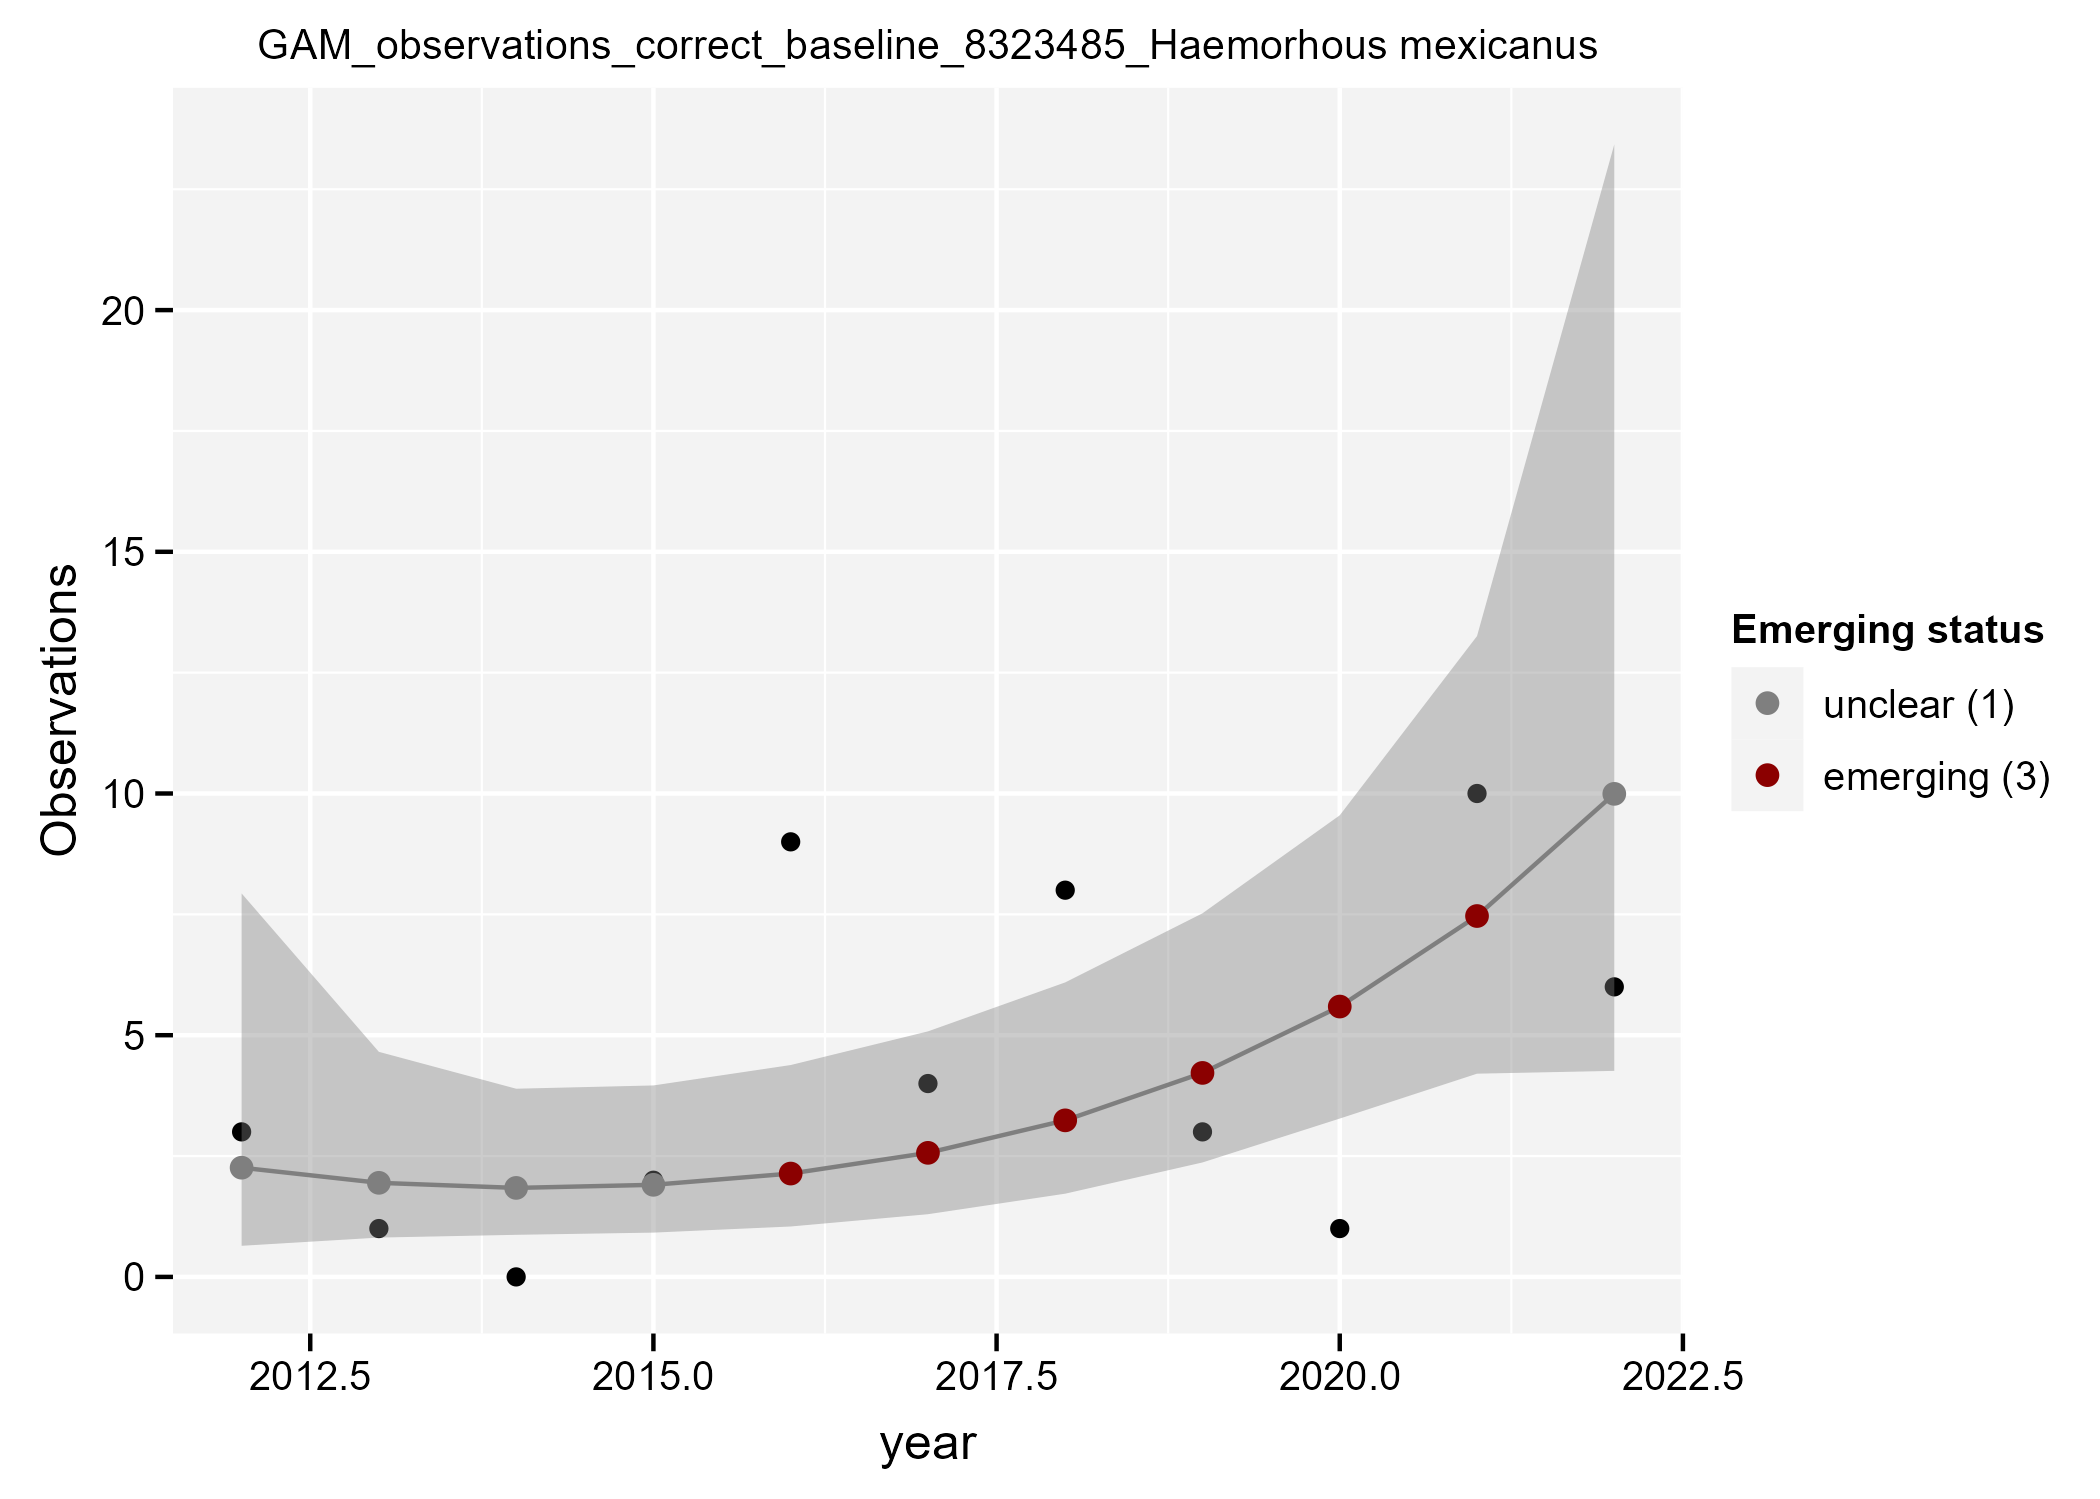 GAM_observations_correct_baseline_8323485_Haemorhous mexicanus
Observations
20
15
10
5
0
2012.5 2015.0 2017.5 2020.0 2022.5
year
Emerging status
unclear (1)
emerging (3)